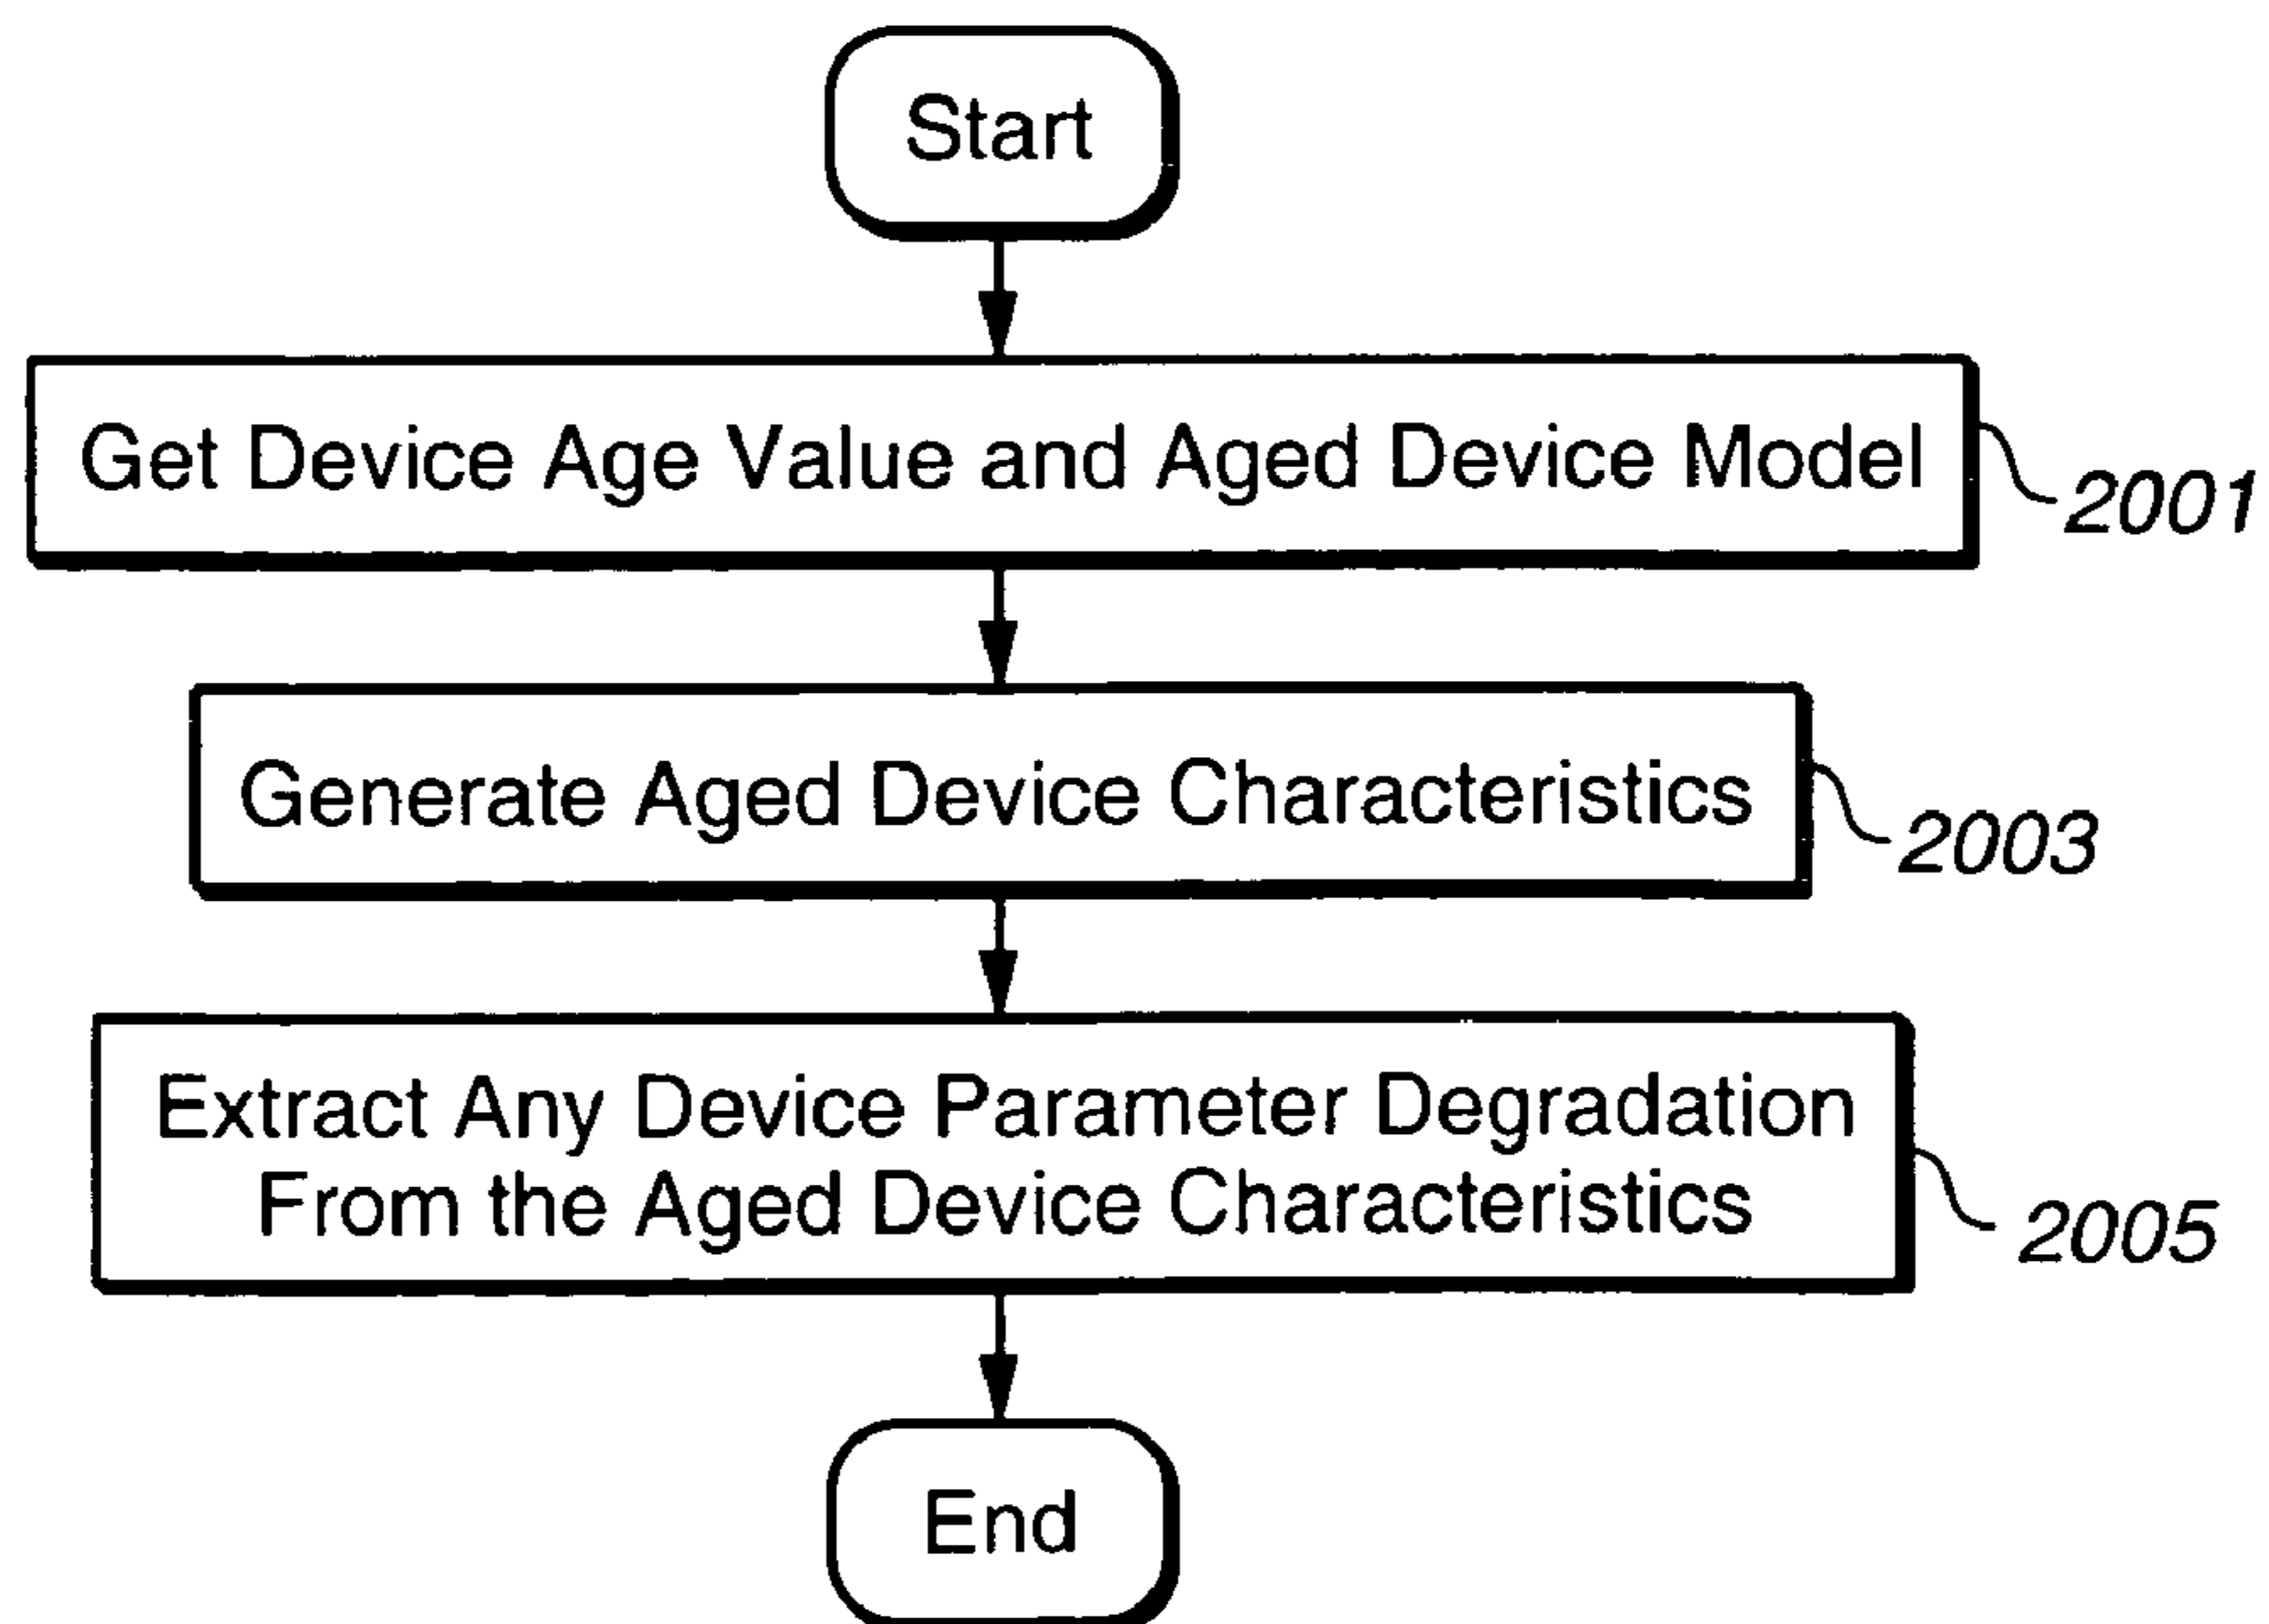 Start
Get Device Age Value and Aged Device Model
2001
Generate Aged Device Characteristics
2003
Extract Any Device Parameter Degradation
From the Aged Device Characteristics
2005
End